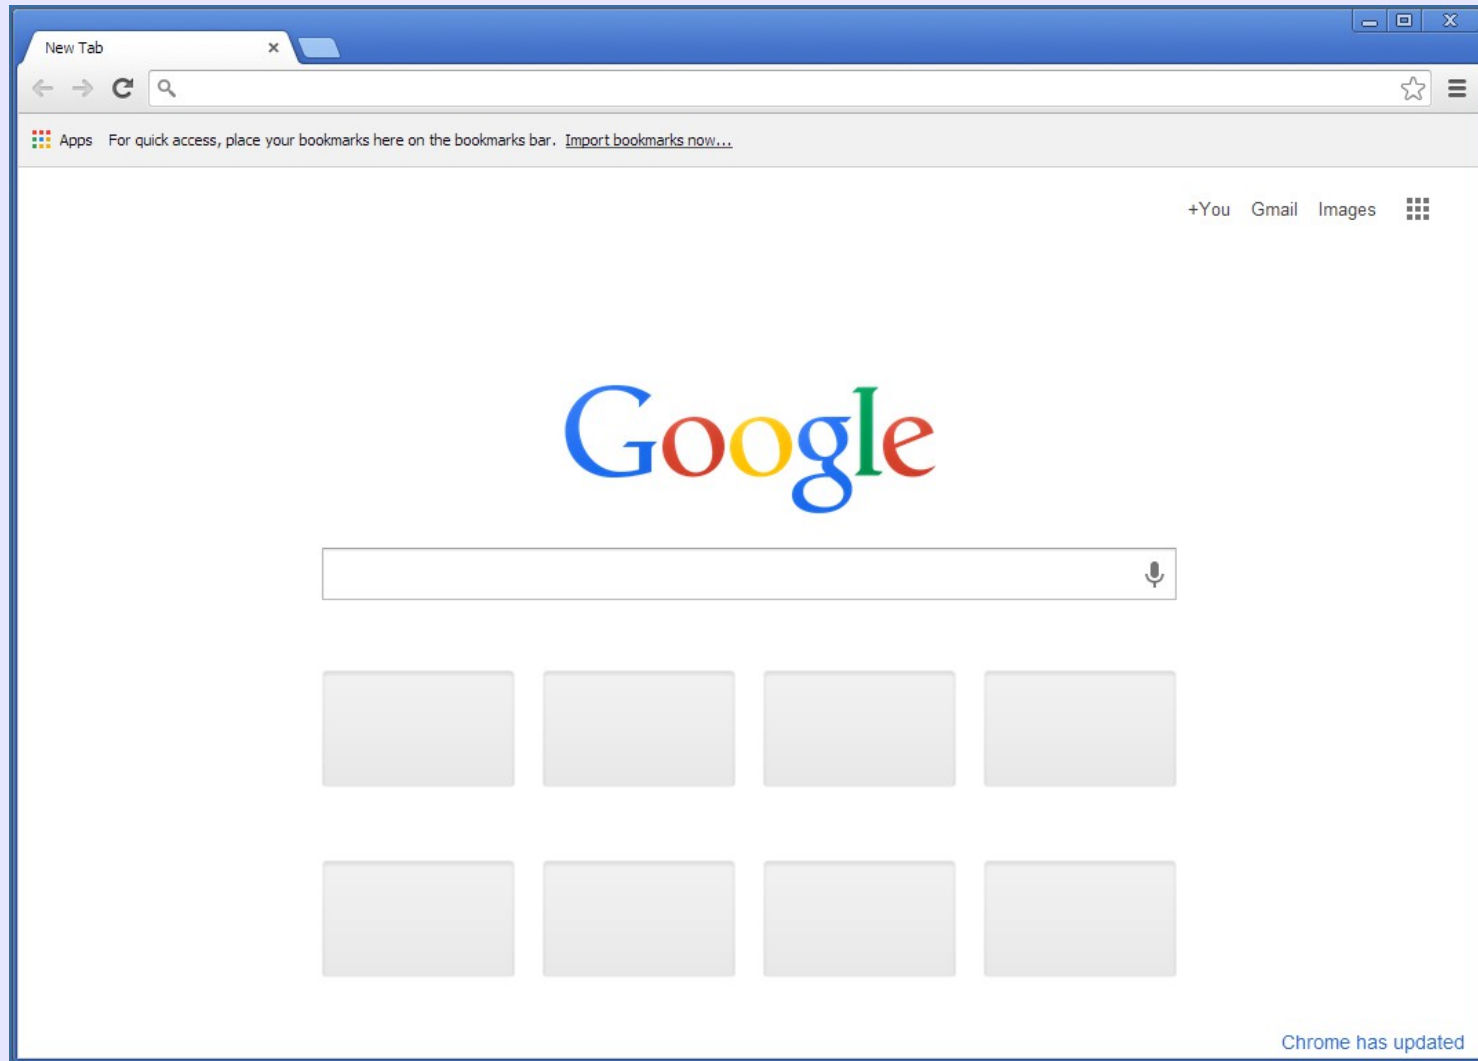 New Tab
Apps For quick access, place your bookmarks here on the bookmarks bar. Import bookmarks now...
+You Gmail Images
Google
Chrome has updated